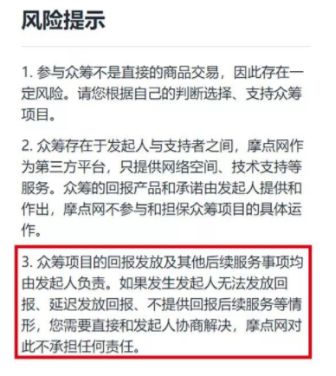 风险提示
1. 参与众筹不是直接的商品交易，因此存在一
定风险。请您根据自己的判断选择、支持众筹
项目。
2. 众筹存在于发起人与支持者之间，摩点网作
为第三方平台，只提供网络空间、技术支持等
服务。众筹的回报产品和承诺由发起人提供和
作出，摩点网不参与和担保众筹项目的具体运
作。
3. 众筹项目的回报发放及其他后续服务事项均
由发起人负责。如果发生发起人无法发放回
报、延迟发放回报、不提供回报后续服务等情
形，您需要直接和发起人协商解决，摩点网对
此不承担任何责任。